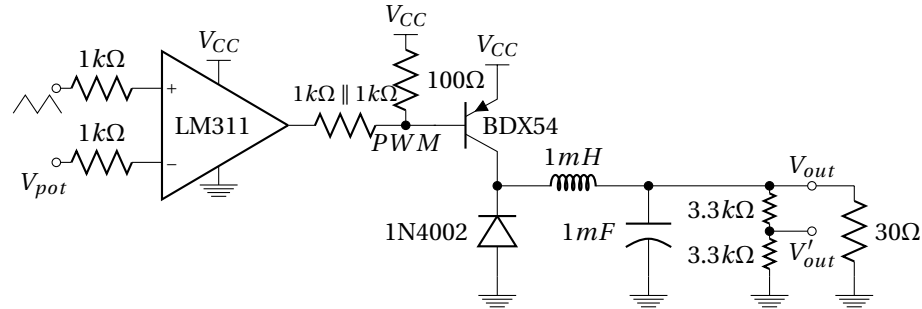 V_CC
V_CC
V_CC
1kΩ
100Ω
1kΩ ∥ 1kΩ
+
LM311
BDX54
PWM
1kΩ
−
V_pot
1mH
V_out
3.3kΩ
1N4002
1mF
30Ω
V'_out
3.3kΩ